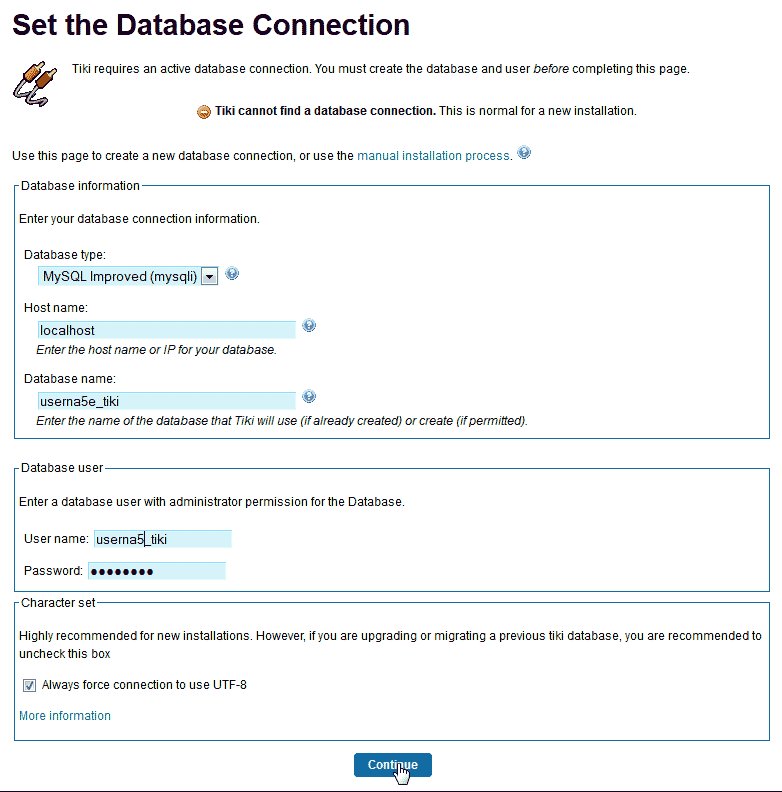 Set the Database Connection
Tiki requires an active database connection. You must create the database and user before completing this page.
Tiki cannot find a database connection. This is normal for a new installation.
Use this page to create a new database connection, or use the manual installation process.
Database information
Enter your database connection information.
Database type:
MySQL Improved (mysqli)
Host name:
localhost
Enter the host name or IP for your database.
Database name:
userna5e_tiki
Enter the name of the database that Tiki will use (if already created) or create (if permitted).
Database user
Enter a database user with administrator permission for the Database.
User name: userna5_tiki
Password: ●●●●●●●●
Character set
Highly recommended for new installations. However, if you are upgrading or migrating a previous tiki database, you are recommended to
uncheck this box
Always force connection to use UTF-8
More information
Continue